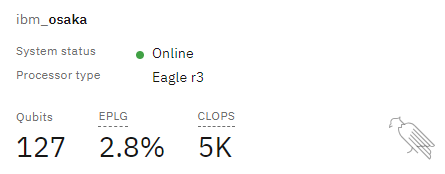 ibm_osaka
System status Online
Processor type Eagle r3
Qubits EPLG CLOPS
127 2.8% 5K